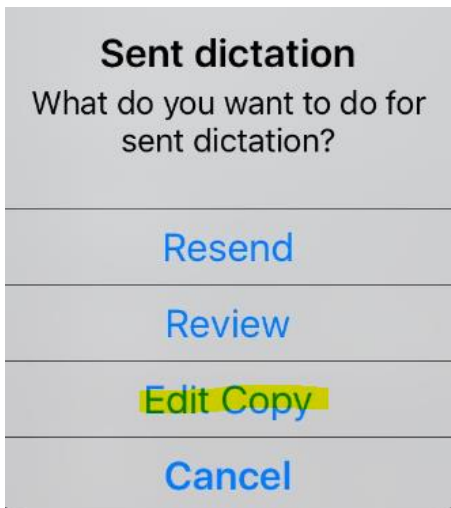 Sent dictation
What do you want to do for
sent dictation?
Resend
Review
Edit Copy
Cancel